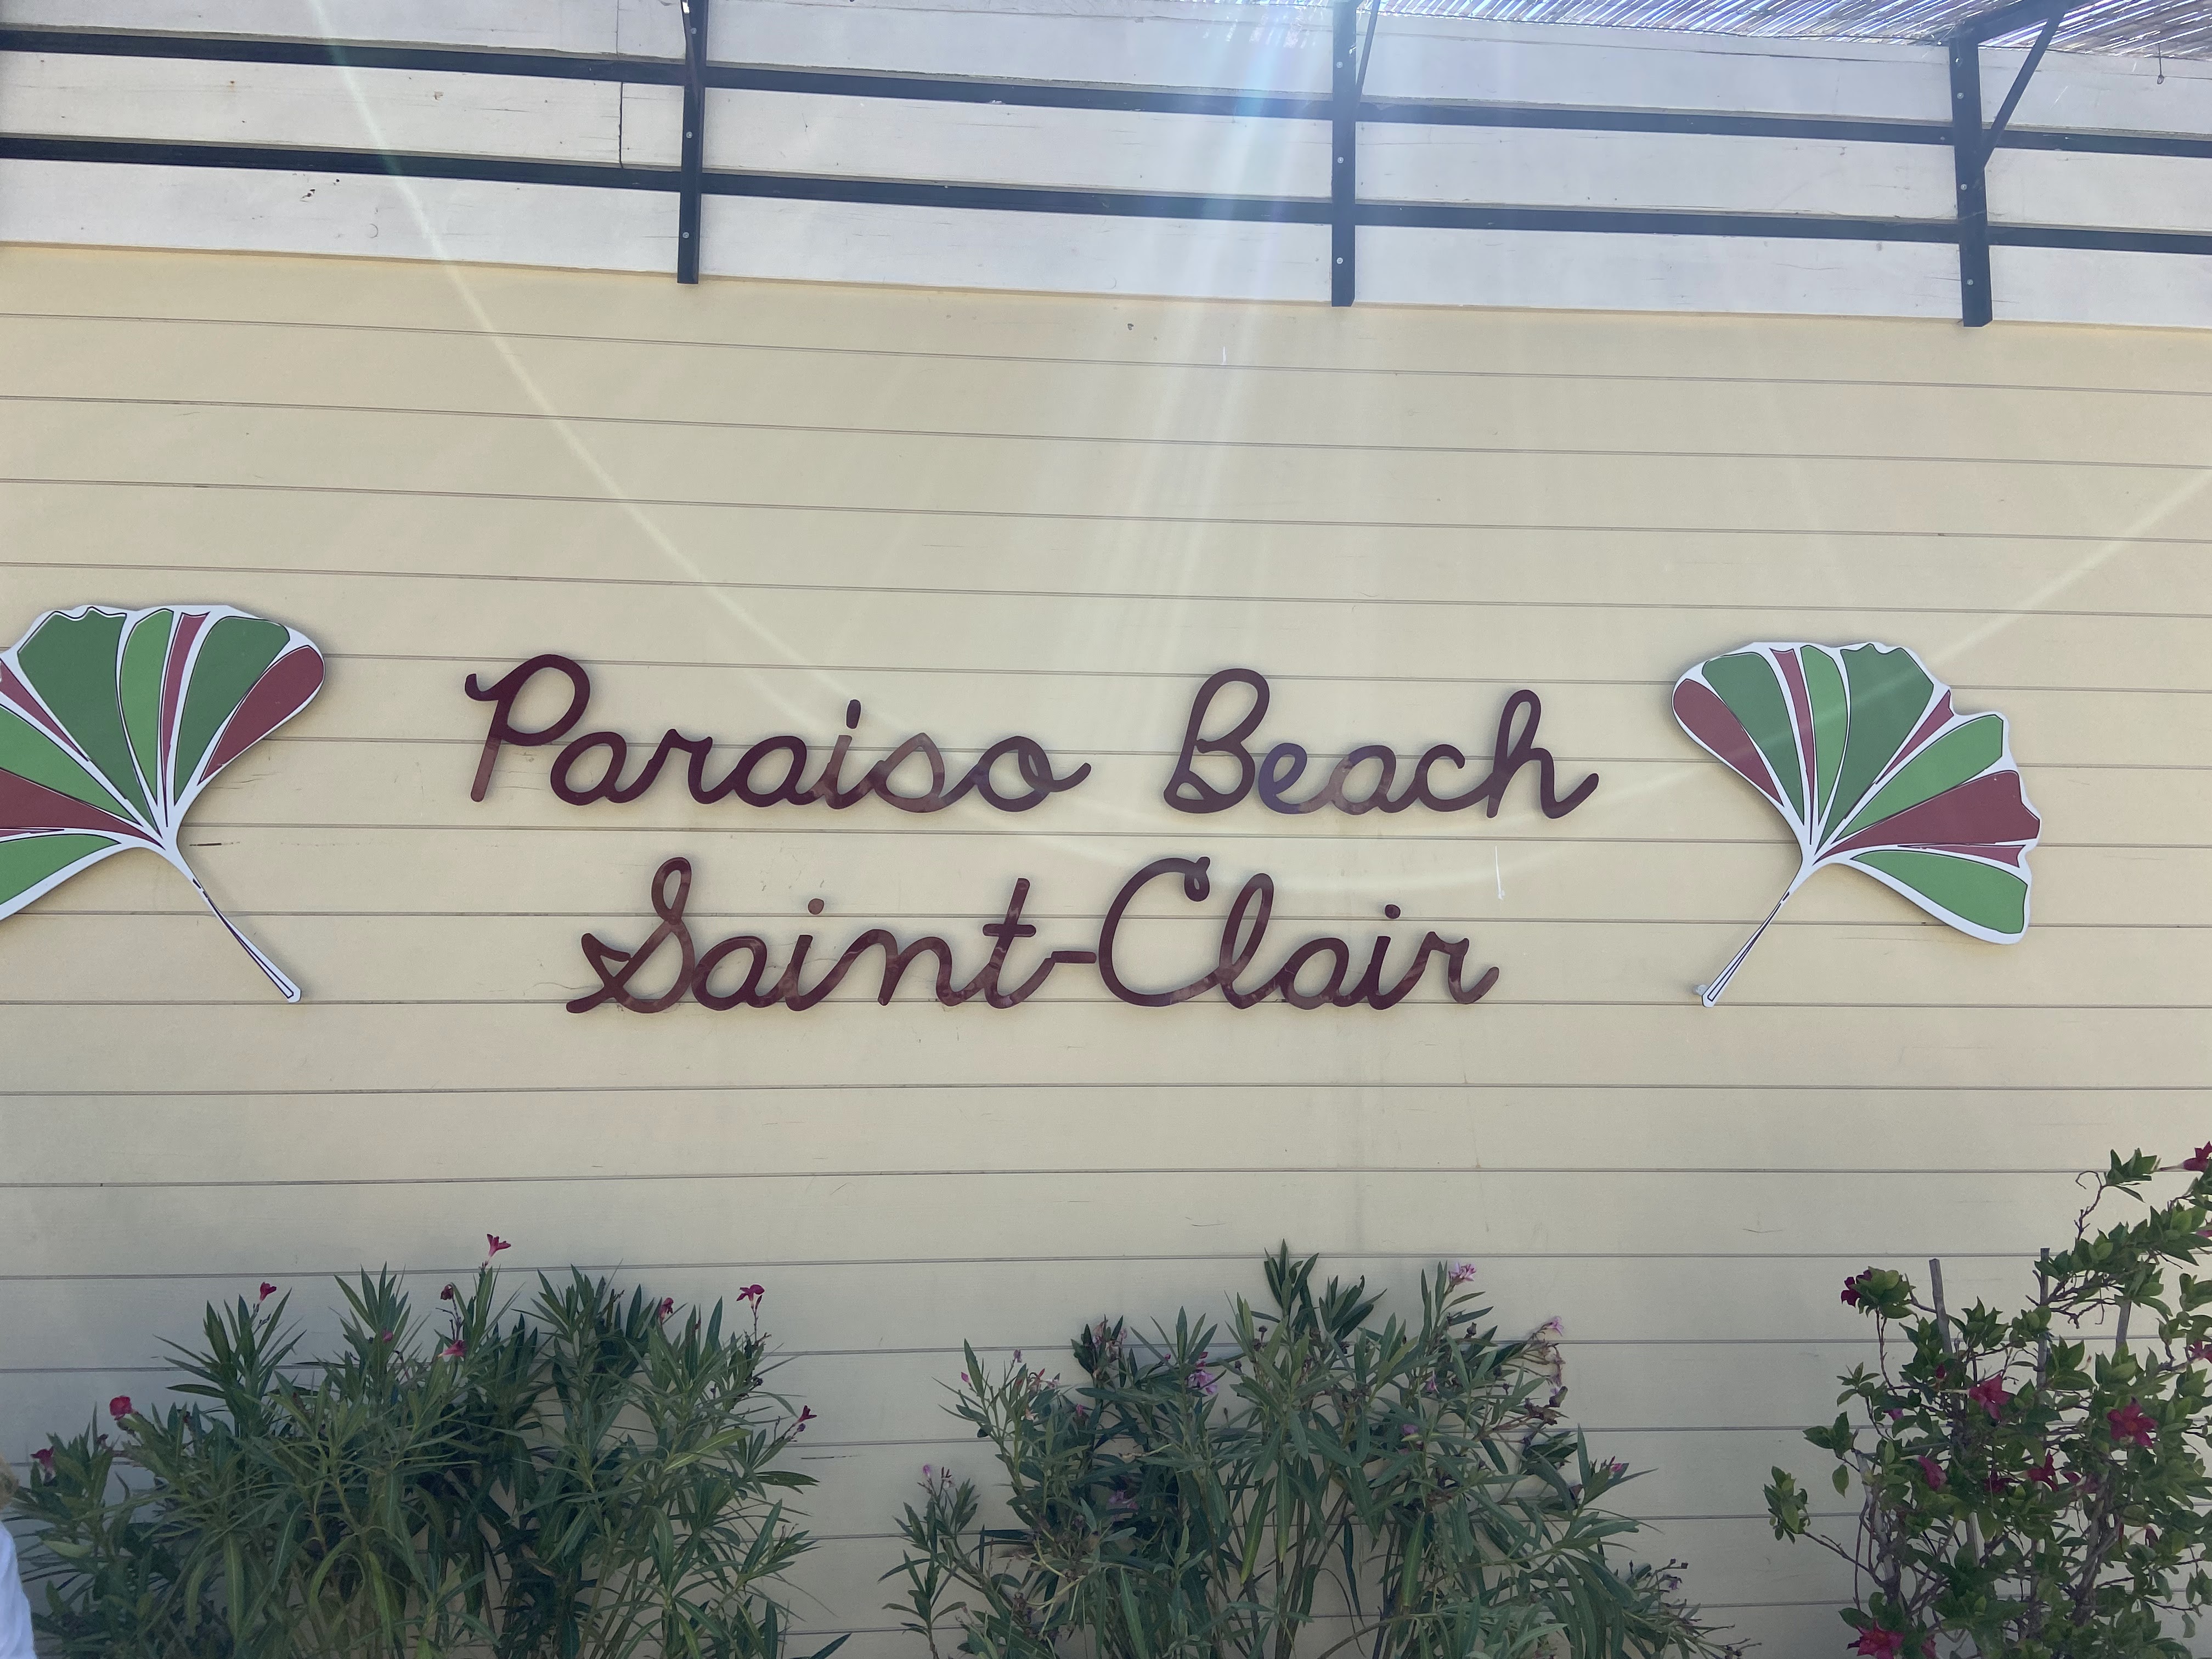 Paraiso Beach
Saint-Clair